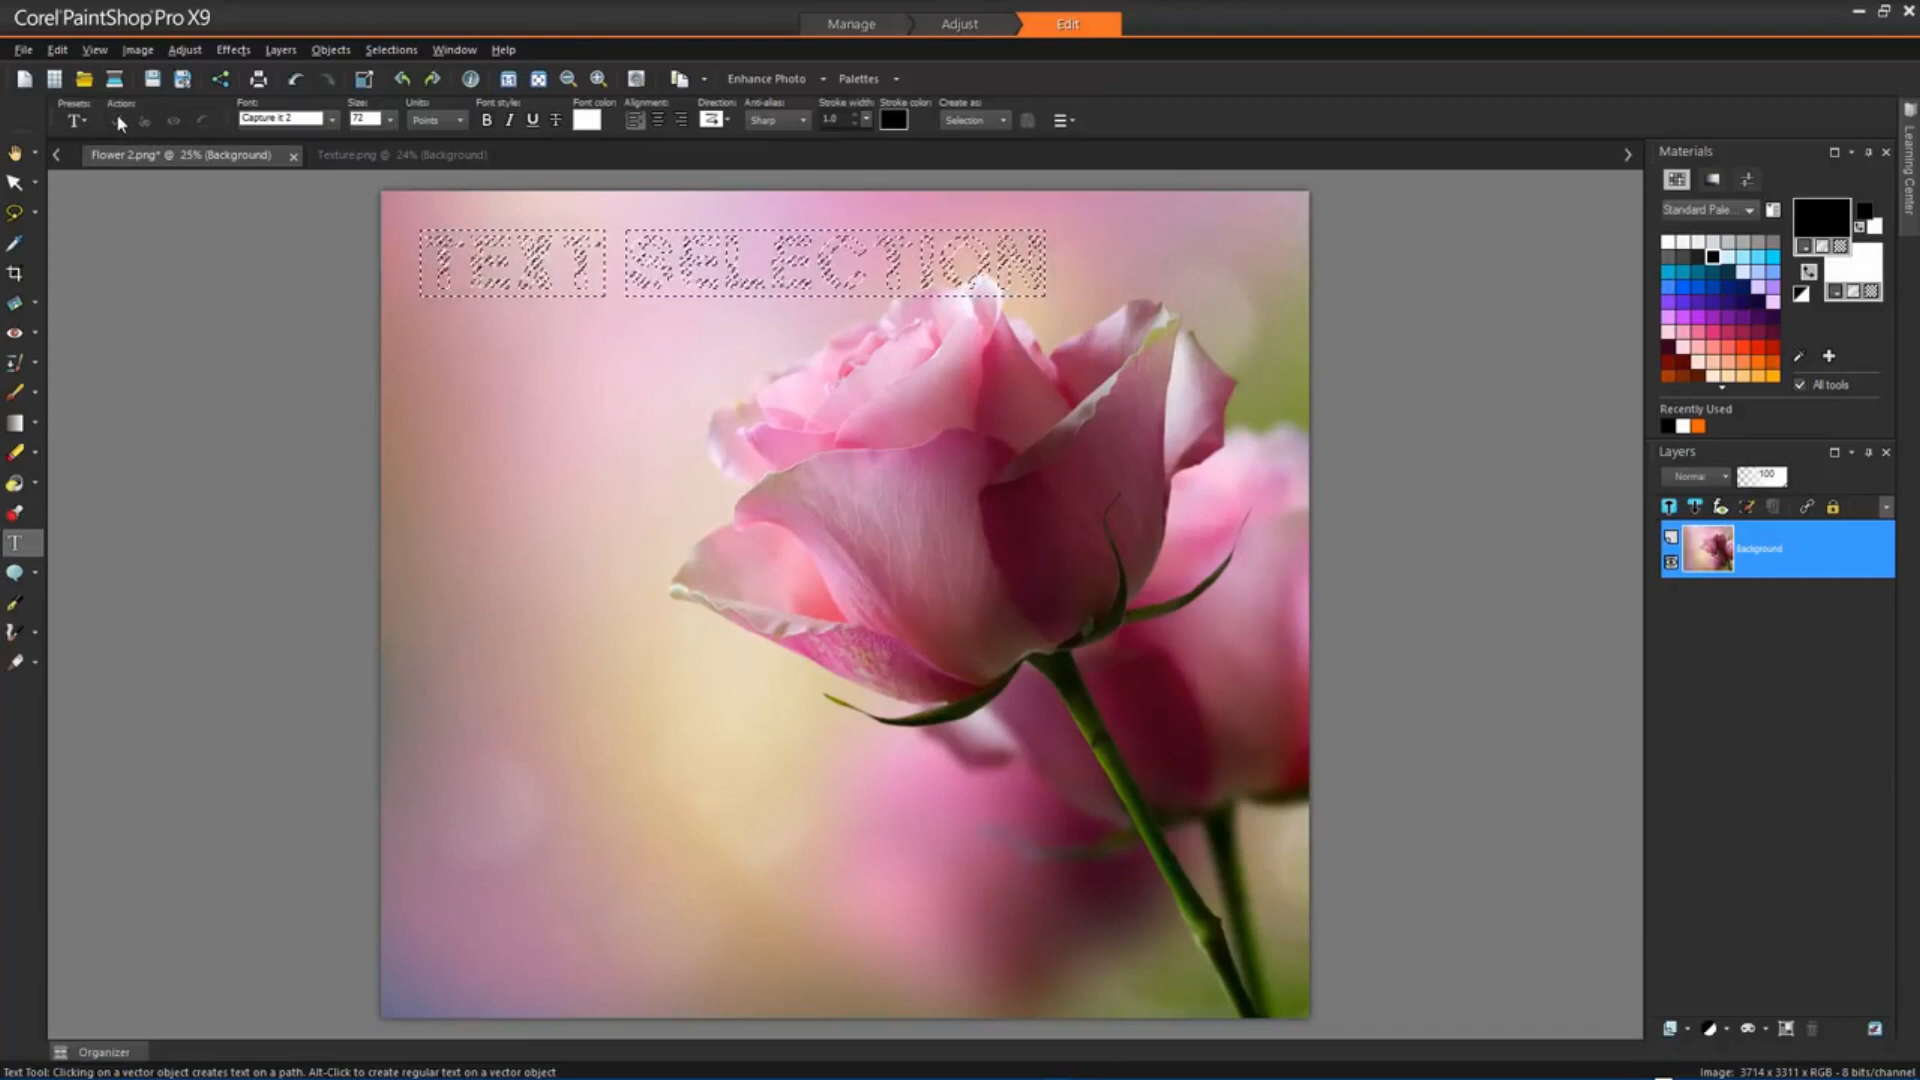 Corel PaintShop Pro X9
Manage
Adjust
Edit
File Edit View Image Adjust Effects Layers Objects Selections Window Help
Enhance Photo
Palettes
Presets:
Action:
Font:
Size:
Units:
Font style:
Font color:
Alignment:
Direction:
Anti-alias:
Stroke width:
Stroke color:
Create as:
Capture it 2
72
Points
B I U T
Sharp
1.0
Selection
Flower 2.png* @ 25% (Background)
Texture.png @ 24% (Background)
Materials
Learning Center
Standard Pale...
All tools
Recently Used
Layers
Normal
100
Background
TEXT SELECTION
Organizer
Text Tool: Clicking on a vector object creates text on a path. Alt-Click to create regular text on a vector object
Image: 3714 x 3311 x RGB - 8 bits/channel